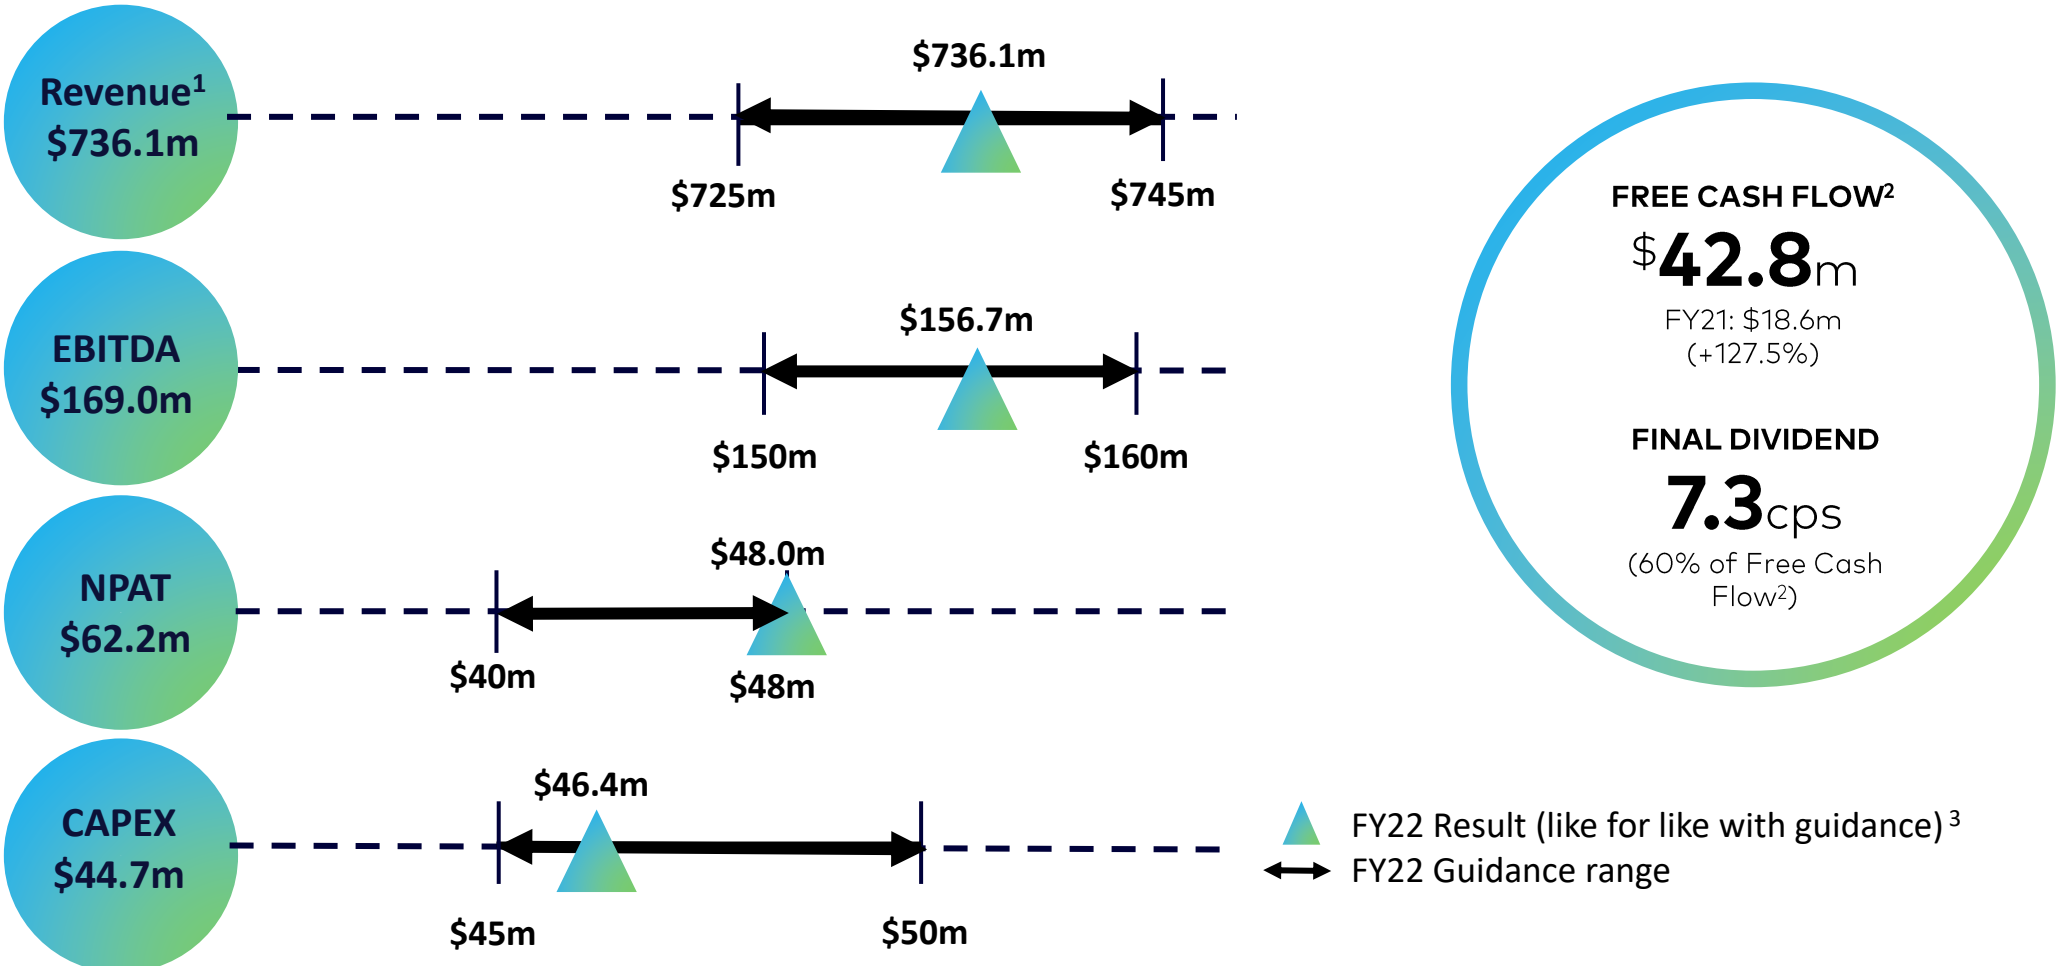 Revenue¹
$736.1m
$736.1m
$725m
$745m
EBITDA
$169.0m
$156.7m
$150m
$160m
NPAT
$62.2m
$48.0m
$40m
$48m
CAPEX
$44.7m
$46.4m
$45m
$50m
FREE CASH FLOW²
$42.8m
FY21: $18.6m
(+127.5%)
FINAL DIVIDEND
7.3cps
(60% of Free Cash
Flow²)
FY22 Result (like for like with guidance)³
FY22 Guidance range